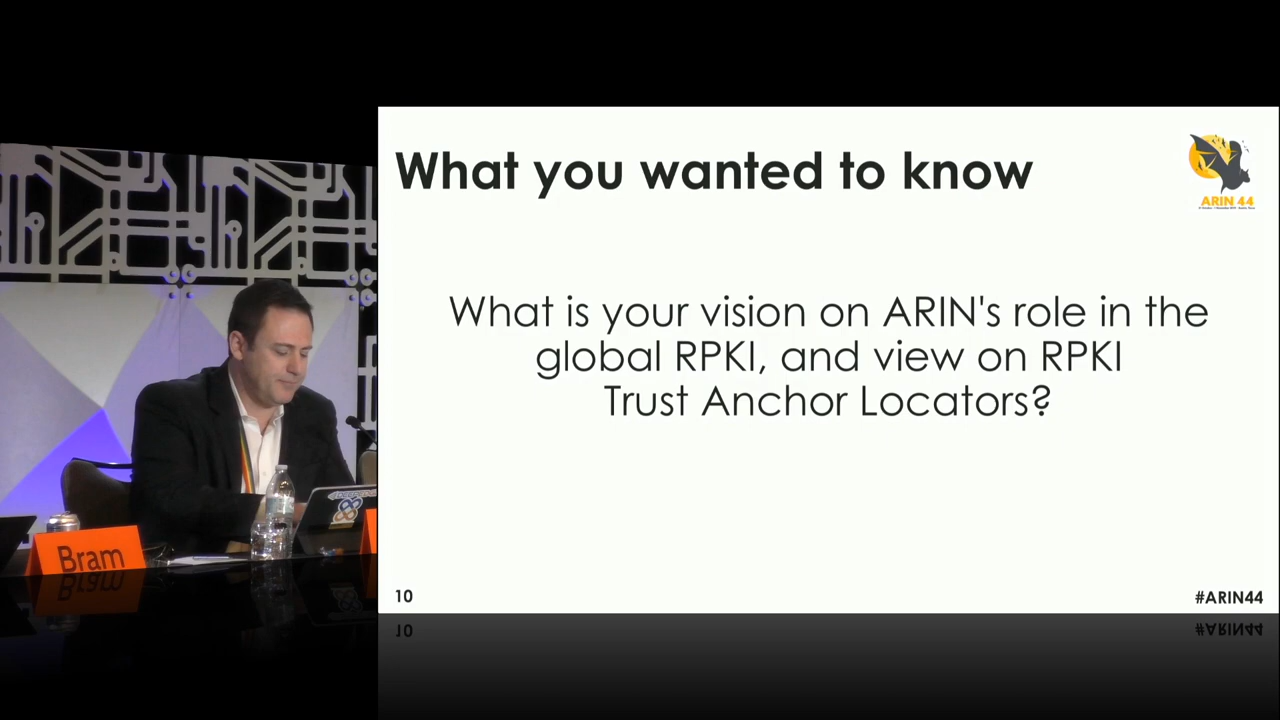 What you wanted to know
ARIN 44
What is your vision on ARIN's role in the
global RPKI, and view on RPKI
Trust Anchor Locators?
Bram
10
#ARIN44